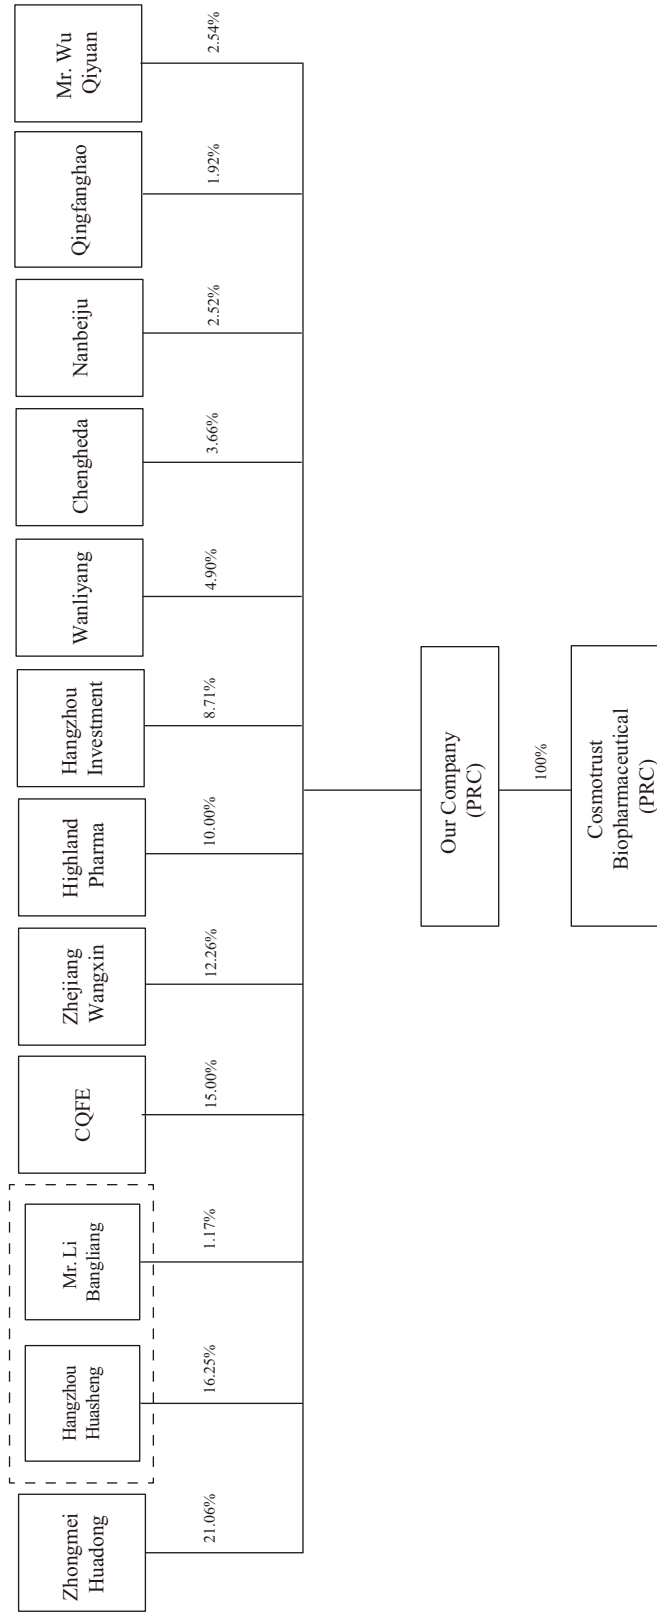 Zhongmei
Huadong
21.06%
Hangzhou
Huasheng
16.25%
Mr. Li
Bangliang
1.17%
CQFE
15.00%
Zhejiang
Wangxin
12.26%
Highland
Pharma
10.00%
Hangzhou
Investment
8.71%
Wanliyang
4.90%
Chengheda
3.66%
Nanbeiju
2.52%
Qingfanghao
1.92%
Mr. Wu
Qiyuan
2.54%
Our Company
(PRC)
100%
Cosmotrust
Biopharmaceutical
(PRC)